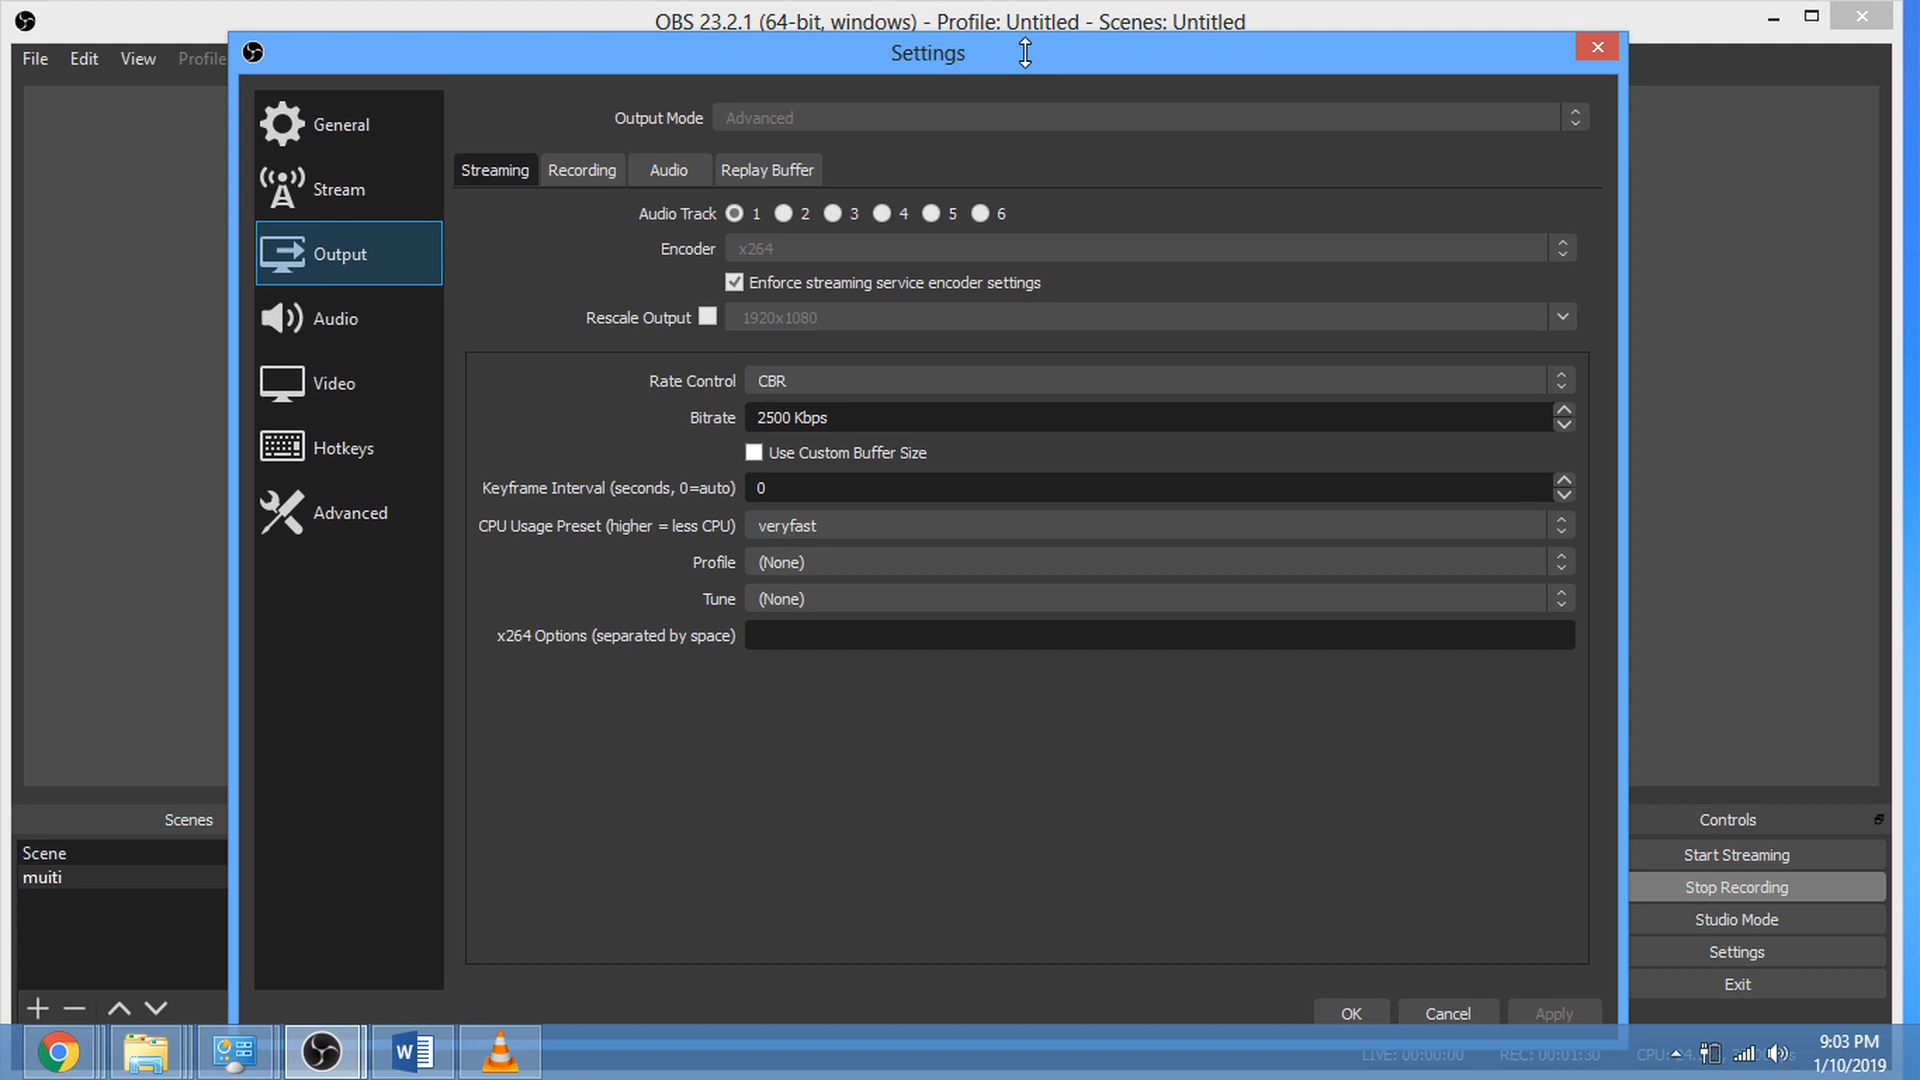 OBS 23.2.1 (64-bit, windows) - Profile: Untitled - Scenes: Untitled
File Edit View Profile
Settings
General
Stream
Output
Audio
Video
Hotkeys
Advanced
Output Mode Advanced
Streaming Recording Audio Replay Buffer
Audio Track 1 2 3 4 5 6
Encoder x264
Enforce streaming service encoder settings
Rescale Output 1920x1080
Rate Control CBR
Bitrate 2500 Kbps
Use Custom Buffer Size
Keyframe Interval (seconds, 0=auto) 0
CPU Usage Preset (higher = less CPU) veryfast
Profile (None)
Tune (None)
x264 Options (separated by space)
OK Cancel Apply
Scenes
Scene
muiti
Controls
Start Streaming
Stop Recording
Studio Mode
Settings
Exit
LIVE: 00:00:00 REC: 00:01:30
9:03 PM
1/10/2019